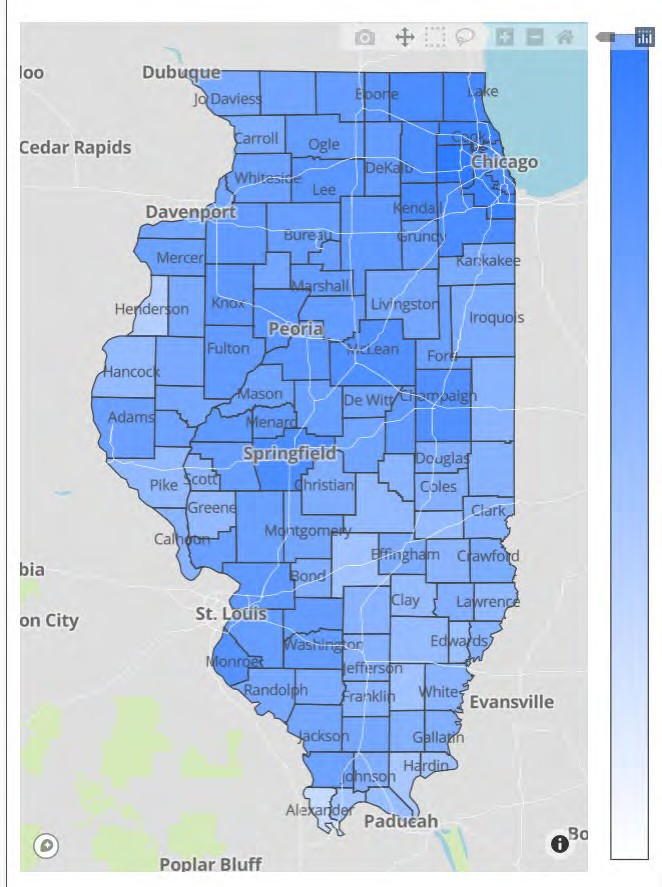 loo
Dubuque
Jo Daviess
Boone
Lake
Cedar Rapids
Carroll
Ogle
Cook
Chicago
DeKalb
Whiteside
Lee
Davenport
Kendall
Bureau
Grundy
Mercer
Kankakee
Marshall
Henderson
Knox
Livingston
Iroquois
Peoria
Fulton
McLean
Ford
Hancock
Mason
De Witt
Champaign
Adams
Menard
Springfield
Douglas
Pike
Scott
Christian
Coles
Greene
Clark
Montgomery
Calhoun
Effingham
Crawford
bia
Bond
Clay
Lawrence
St. Louis
on City
Washington
Edwards
Monroe
Jefferson
Randolph
Franklin
White
Evansville
Jackson
Gallatin
Hardin
Johnson
Alexander
Paducah
Bo
Poplar Bluff